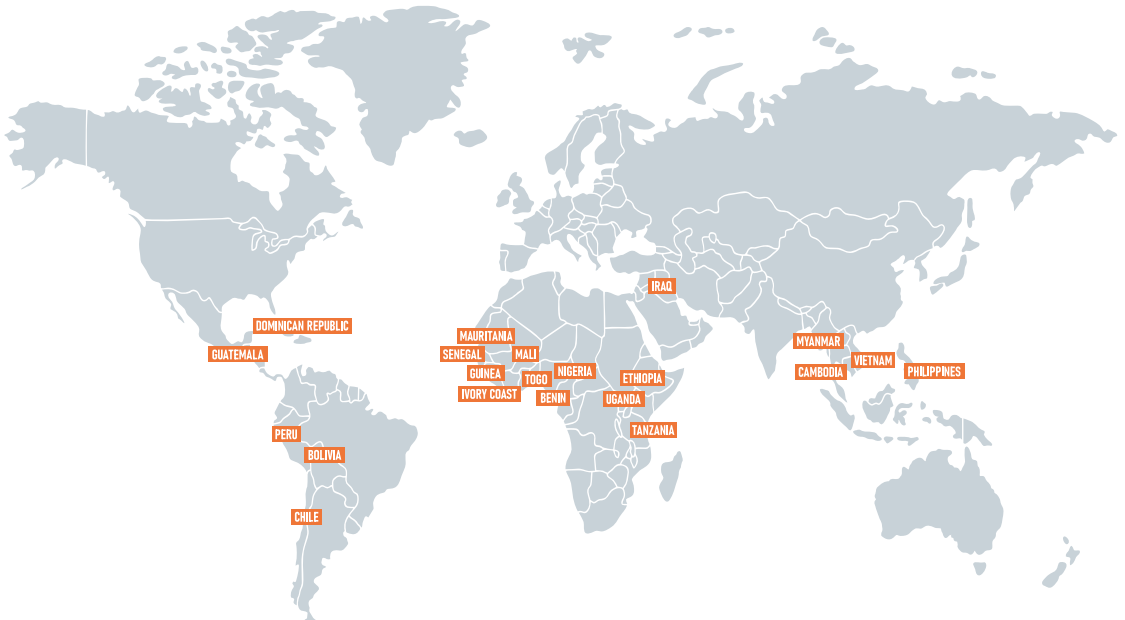 IRAQ
DOMINICAN REPUBLIC
MAURITANIA
MYANMAR
GUATEMALA
SENEGAL
MALI
VIETNAM
GUINEA
TOGO
NIGERIA
ETHIOPIA
CAMBODIA
PHILIPPINES
IVORY COAST
BENIN
UGANDA
PERU
TANZANIA
BOLIVIA
CHILE